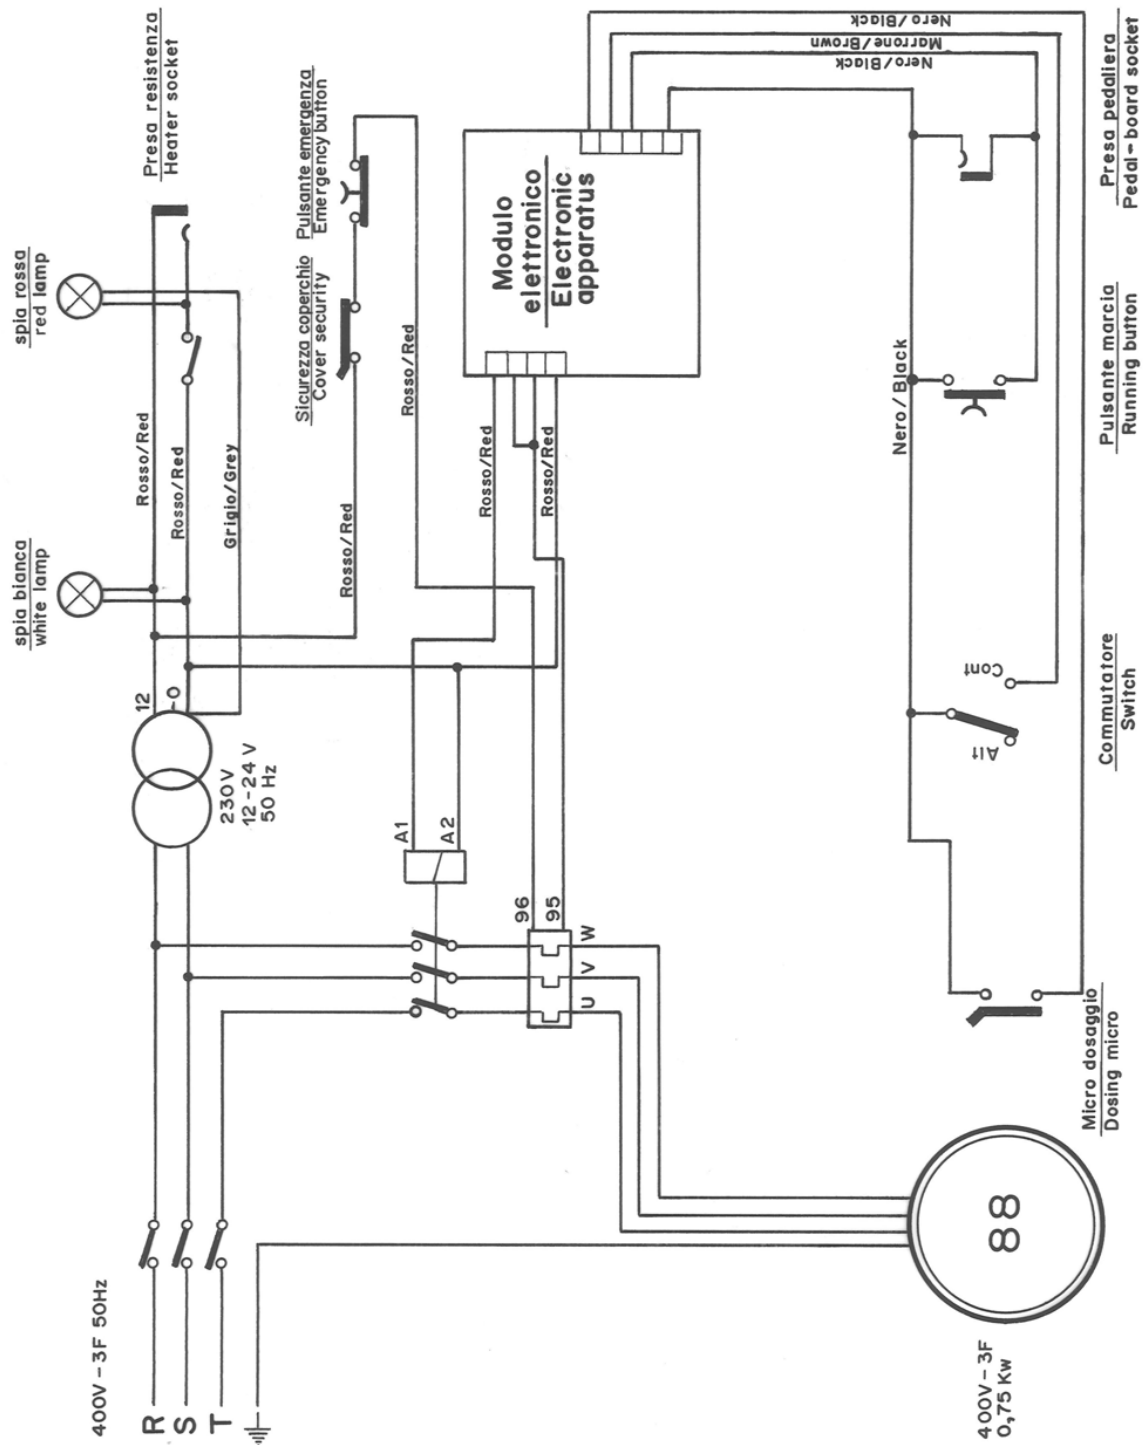 400V-3F 50Hz
R
S
T
spia bianca
white lamp
spia rossa
red lamp
Presa resistenza
Heater socket
12
0
230V
12-24V
50 Hz
Rosso/Red
Rosso/Red
Grigio/Grey
Rosso/Red
Sicurezza coperchio
Cover security
Pulsante emergenza
Emergency button
Rosso/Red
A1
A2
96
95
W
V
U
Rosso/Red
Rosso/Red
Modulo
elettronico
Electronic
apparatus
Nero/Black
Marrone/Brown
Nero/Black
Nero/Black
Alt
Cont
400V-3F
0,75 Kw
88
Micro dosaggio
Dosing micro
Commutatore
Switch
Pulsante marcia
Running button
Presa pedaliera
Pedal-board socket